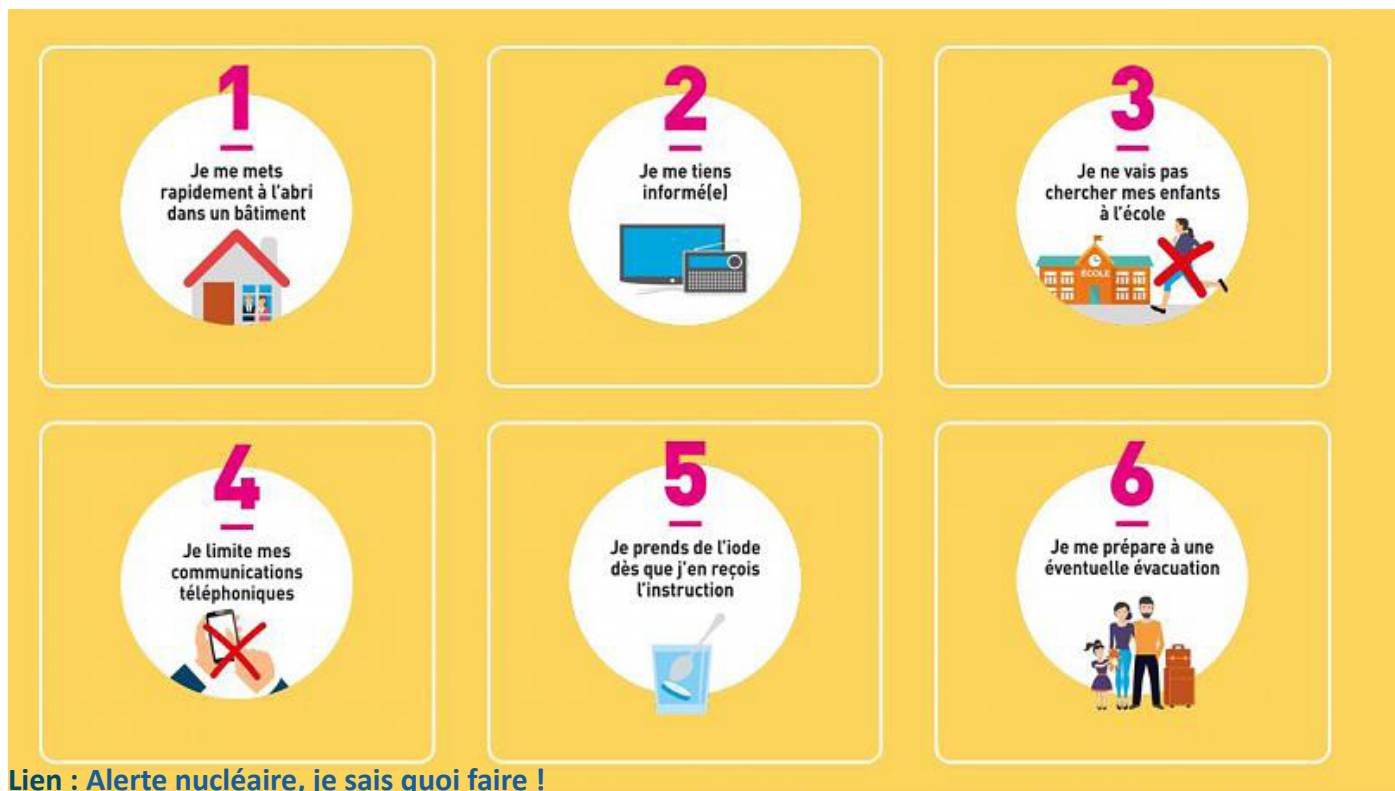 1
Je me mets
rapidement à l'abri
dans un bâtiment
2
Je me tiens
informé(e)
3
Je ne vais pas
chercher mes enfants
à l'école
ÉCOLE
4
Je limite mes
communications
téléphoniques
5
Je prends de l'iode
dès que j'en reçois
l'instruction
6
Je me prépare à une
éventuelle évacuation
Lien : Alerte nucléaire, je sais quoi faire !